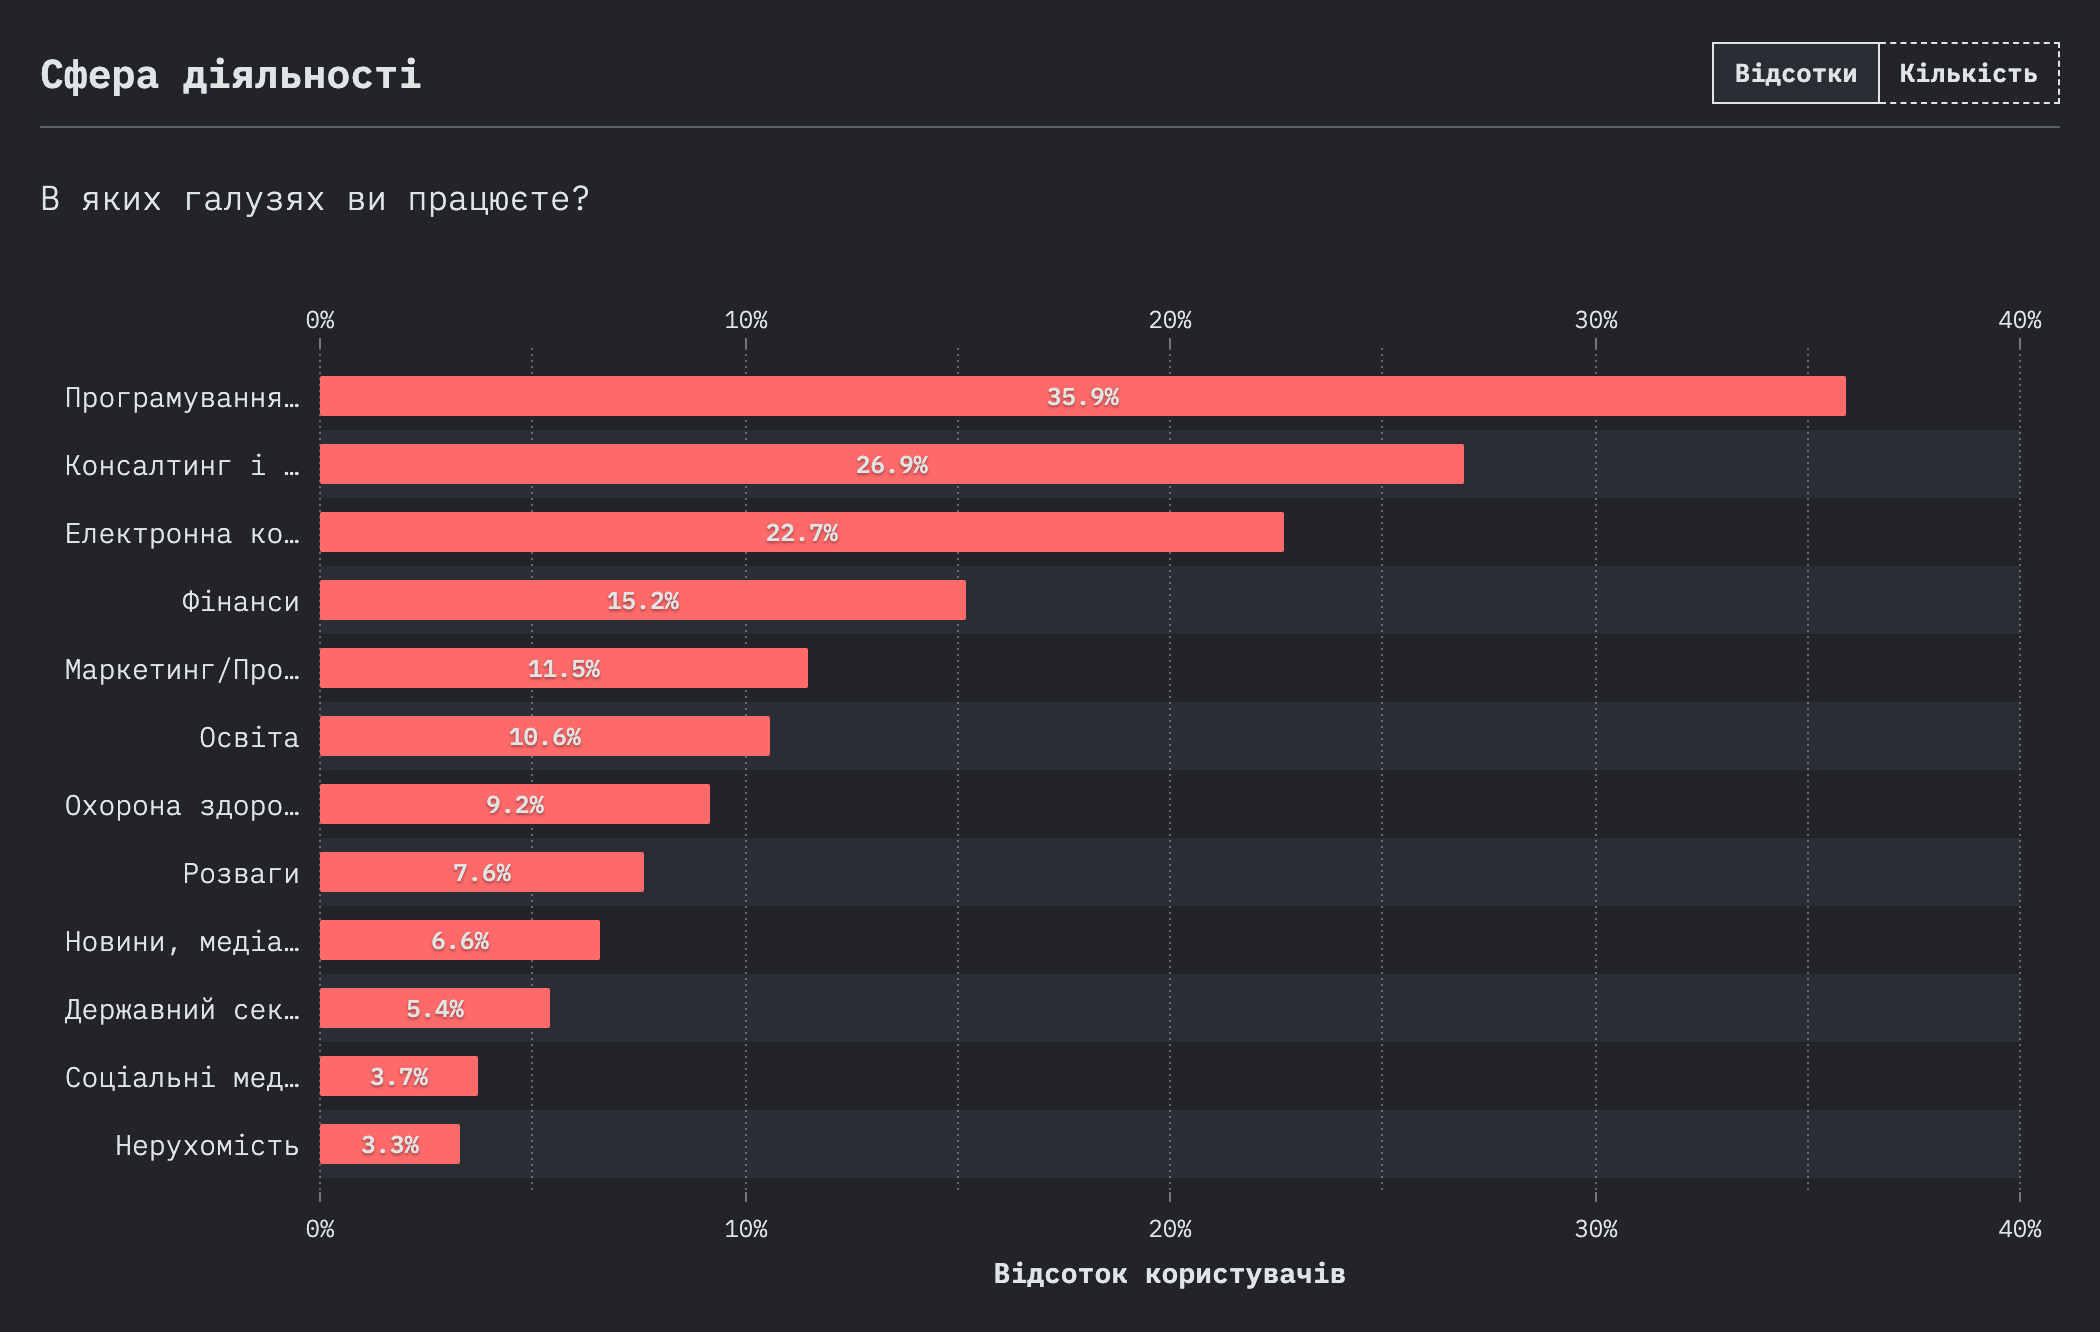 Сфера діяльності
Відсотки Кількість
В яких галузях ви працюєте?
0% 10% 20% 30% 40%
Програмування… 35.9%
Консалтинг і … 26.9%
Електронна ко… 22.7%
Фінанси 15.2%
Маркетинг/Про… 11.5%
Освіта 10.6%
Охорона здоро… 9.2%
Розваги 7.6%
Новини, медіа… 6.6%
Державний сек… 5.4%
Соціальні мед… 3.7%
Нерухомість 3.3%
0% 10% 20% 30% 40%
Відсоток користувачів